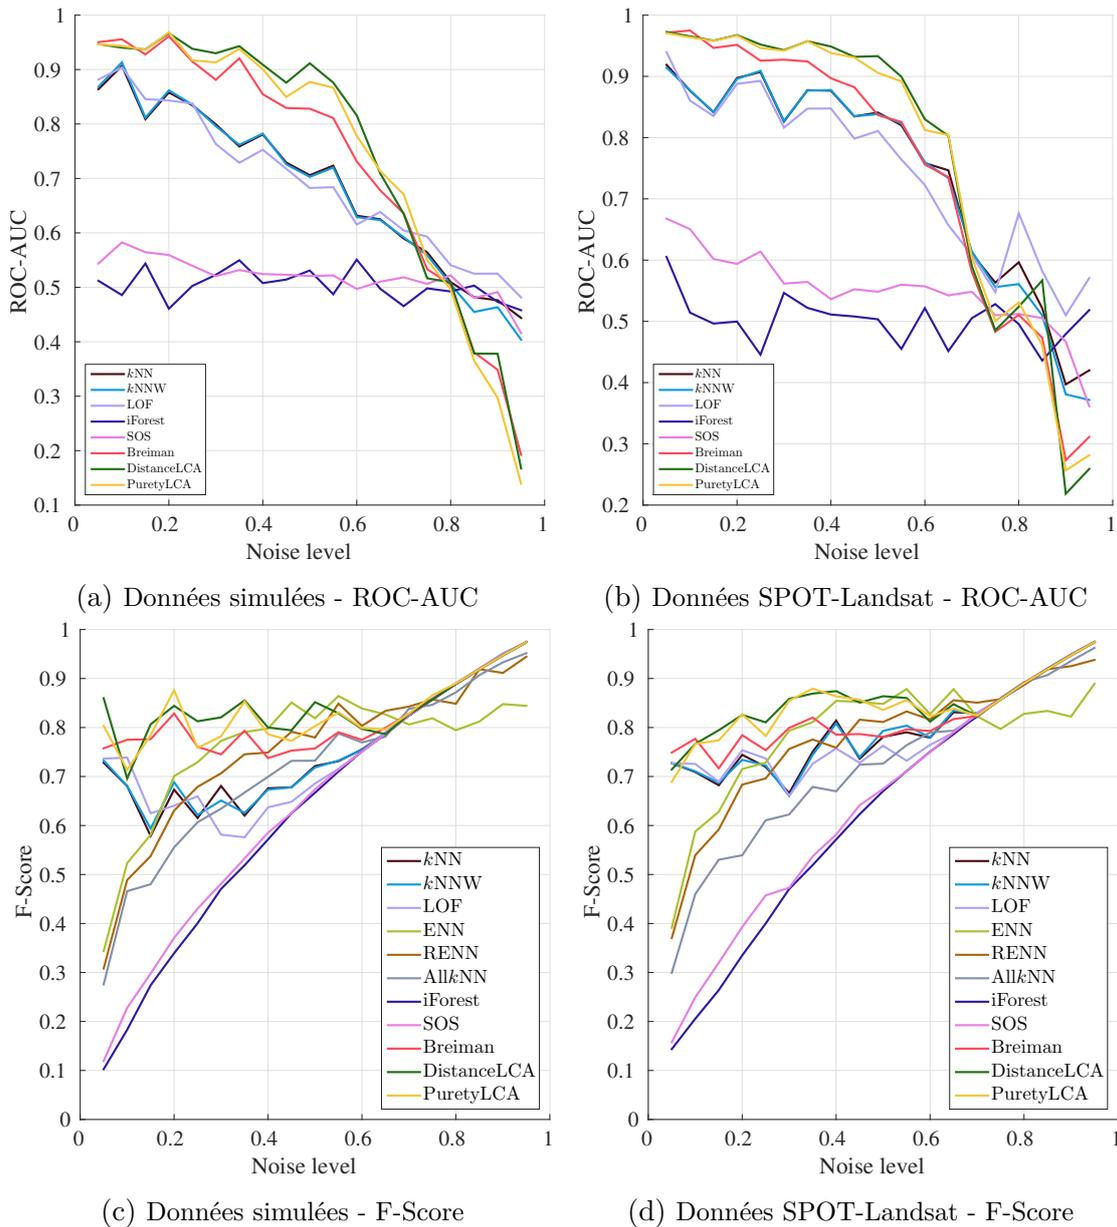 1
0.9
0.8
0.7
0.6
0.5
0.4
0.3
0.2
0.1
ROC-AUC
0 0.2 0.4 0.6 0.8 1
Noise level
kNN
kNNW
LOF
iForest
SOS
Breiman
DistanceLCA
PuretyLCA
1
0.9
0.8
0.7
0.6
0.5
0.4
0.3
0.2
ROC-AUC
0 0.2 0.4 0.6 0.8 1
Noise level
kNN
kNNW
LOF
iForest
SOS
Breiman
DistanceLCA
PuretyLCA
(a) Données simulées - ROC-AUC
(b) Données SPOT-Landsat - ROC-AUC
1
0.9
0.8
0.7
0.6
0.5
0.4
0.3
0.2
0.1
0
F-Score
0 0.2 0.4 0.6 0.8 1
Noise level
kNN
kNNW
LOF
ENN
RENN
AllkNN
iForest
SOS
Breiman
DistanceLCA
PuretyLCA
1
0.9
0.8
0.7
0.6
0.5
0.4
0.3
0.2
0.1
0
F-Score
0 0.2 0.4 0.6 0.8 1
Noise level
kNN
kNNW
LOF
ENN
RENN
AllkNN
iForest
SOS
Breiman
DistanceLCA
PuretyLCA
(c) Données simulées - F-Score
(d) Données SPOT-Landsat - F-Score